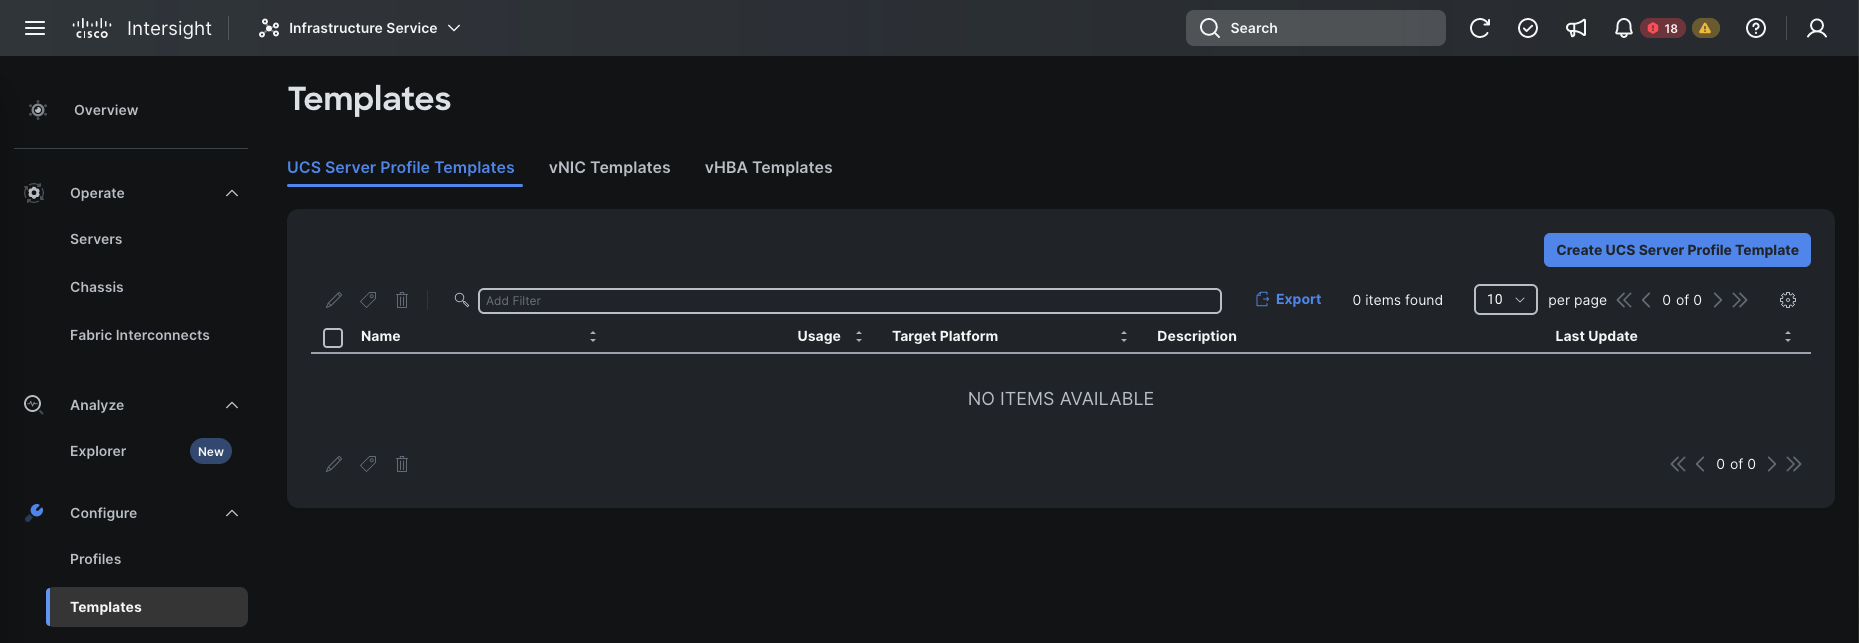 CISCO Intersight Infrastructure Service Search 18
Overview
Operate
Servers
Chassis
Fabric Interconnects
Analyze
Explorer New
Configure
Profiles
Templates
Templates
UCS Server Profile Templates vNIC Templates vHBA Templates
Create UCS Server Profile Template
Add Filter Export 0 items found 10 per page 0 of 0
Name Usage Target Platform Description Last Update
NO ITEMS AVAILABLE
0 of 0